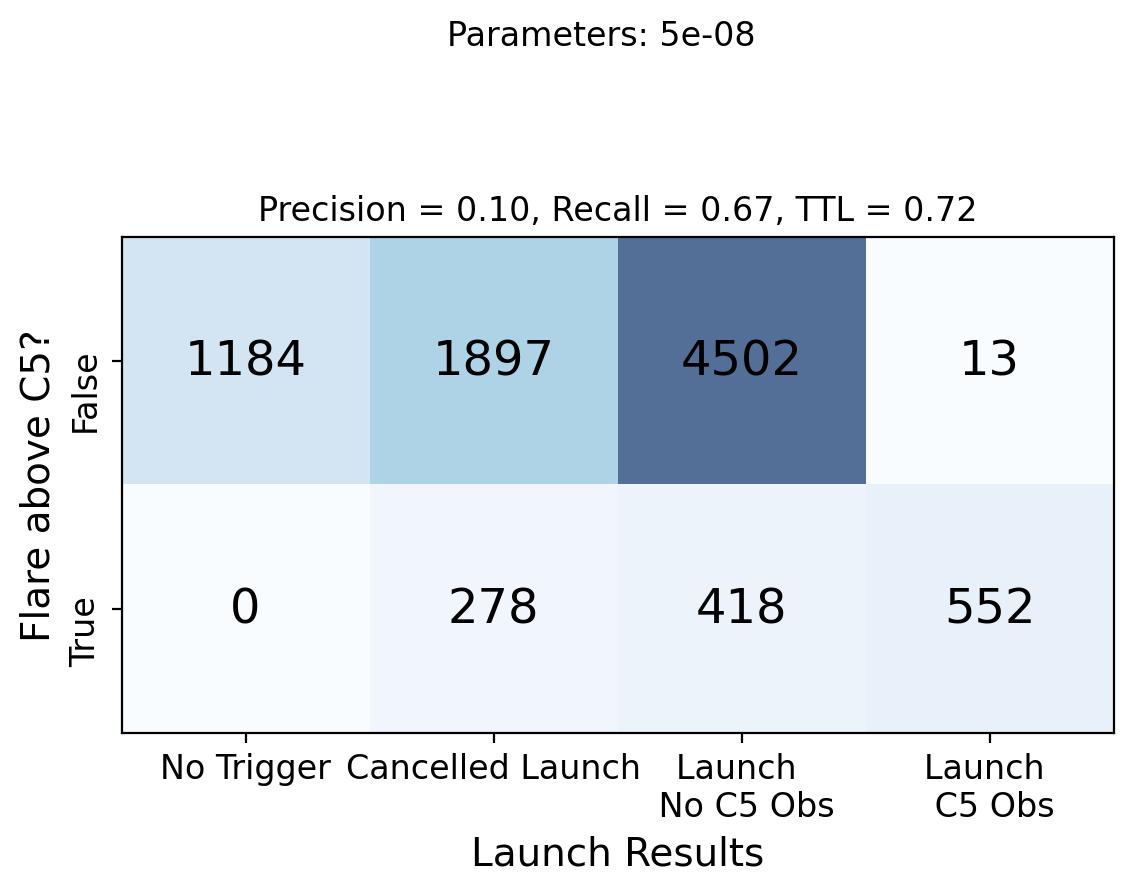 Parameters: 5e-08
Precision = 0.10, Recall = 0.67, TTL = 0.72
Flare above C5?
False
1184 1897 4502 13
True
0 278 418 552
No Trigger Cancelled Launch Launch Launch
No C5 Obs C5 Obs
Launch Results